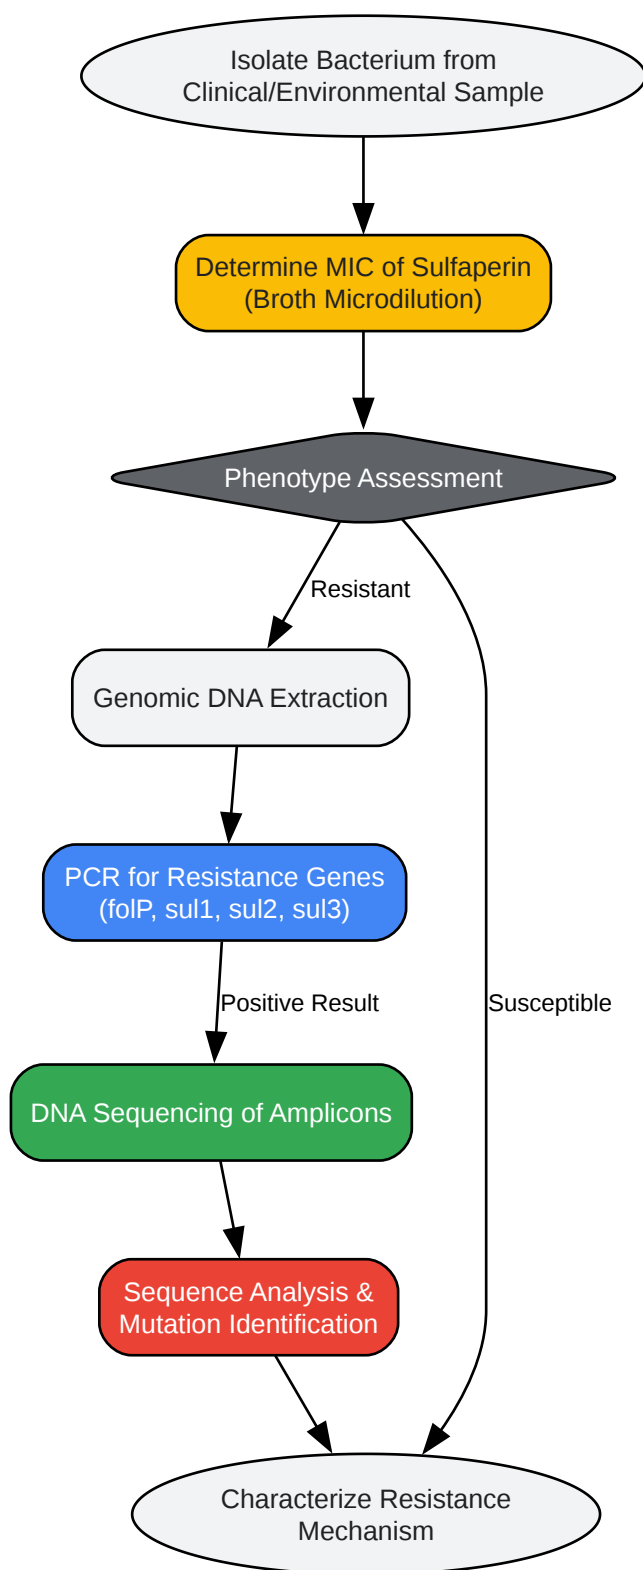 Isolate Bacterium from
Clinical/Environmental Sample
Determine MIC of Sulfaperin
(Broth Microdilution)
Phenotype Assessment
Resistant
Genomic DNA Extraction
PCR for Resistance Genes
(folP, sul1, sul2, sul3)
Positive Result
Susceptible
DNA Sequencing of Amplicons
Sequence Analysis &
Mutation Identification
Characterize Resistance
Mechanism